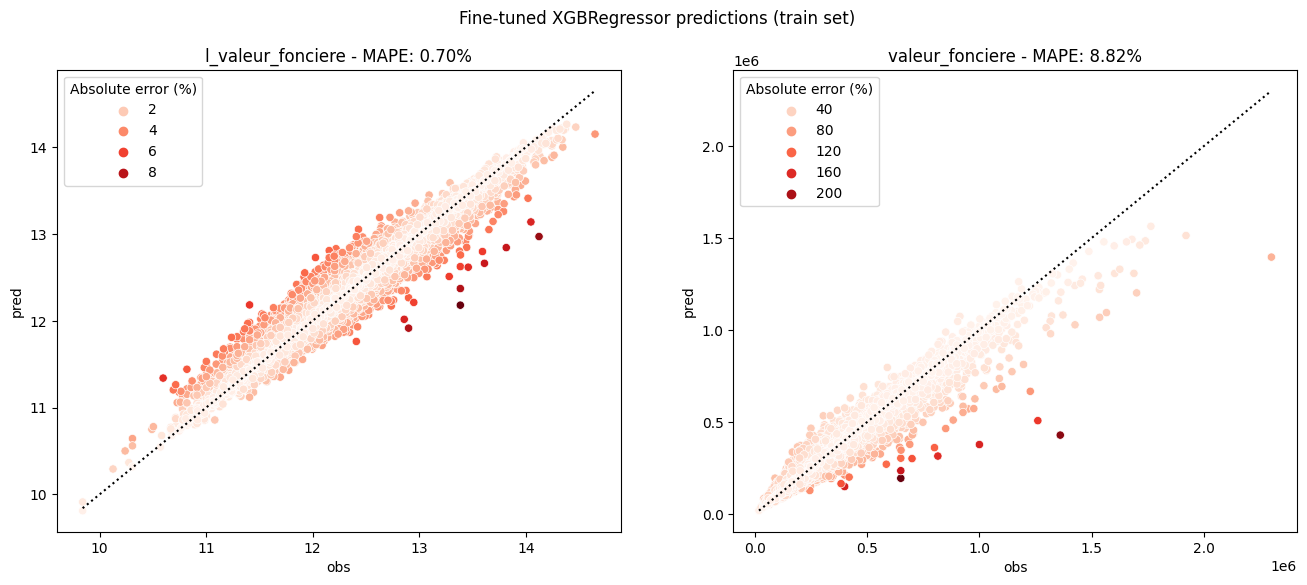 Fine-tuned XGBRegressor predictions (train set)
l_valeur_fonciere - MAPE: 0.70%
Absolute error (%)
2
4
6
8
14
13
12
11
10
pred
10
11
12
13
14
obs
valeur_fonciere - MAPE: 8.82%
1e6
Absolute error (%)
40
80
120
160
200
2.0
1.5
1.0
0.5
0.0
pred
0.0
0.5
1.0
1.5
2.0
1e6
obs